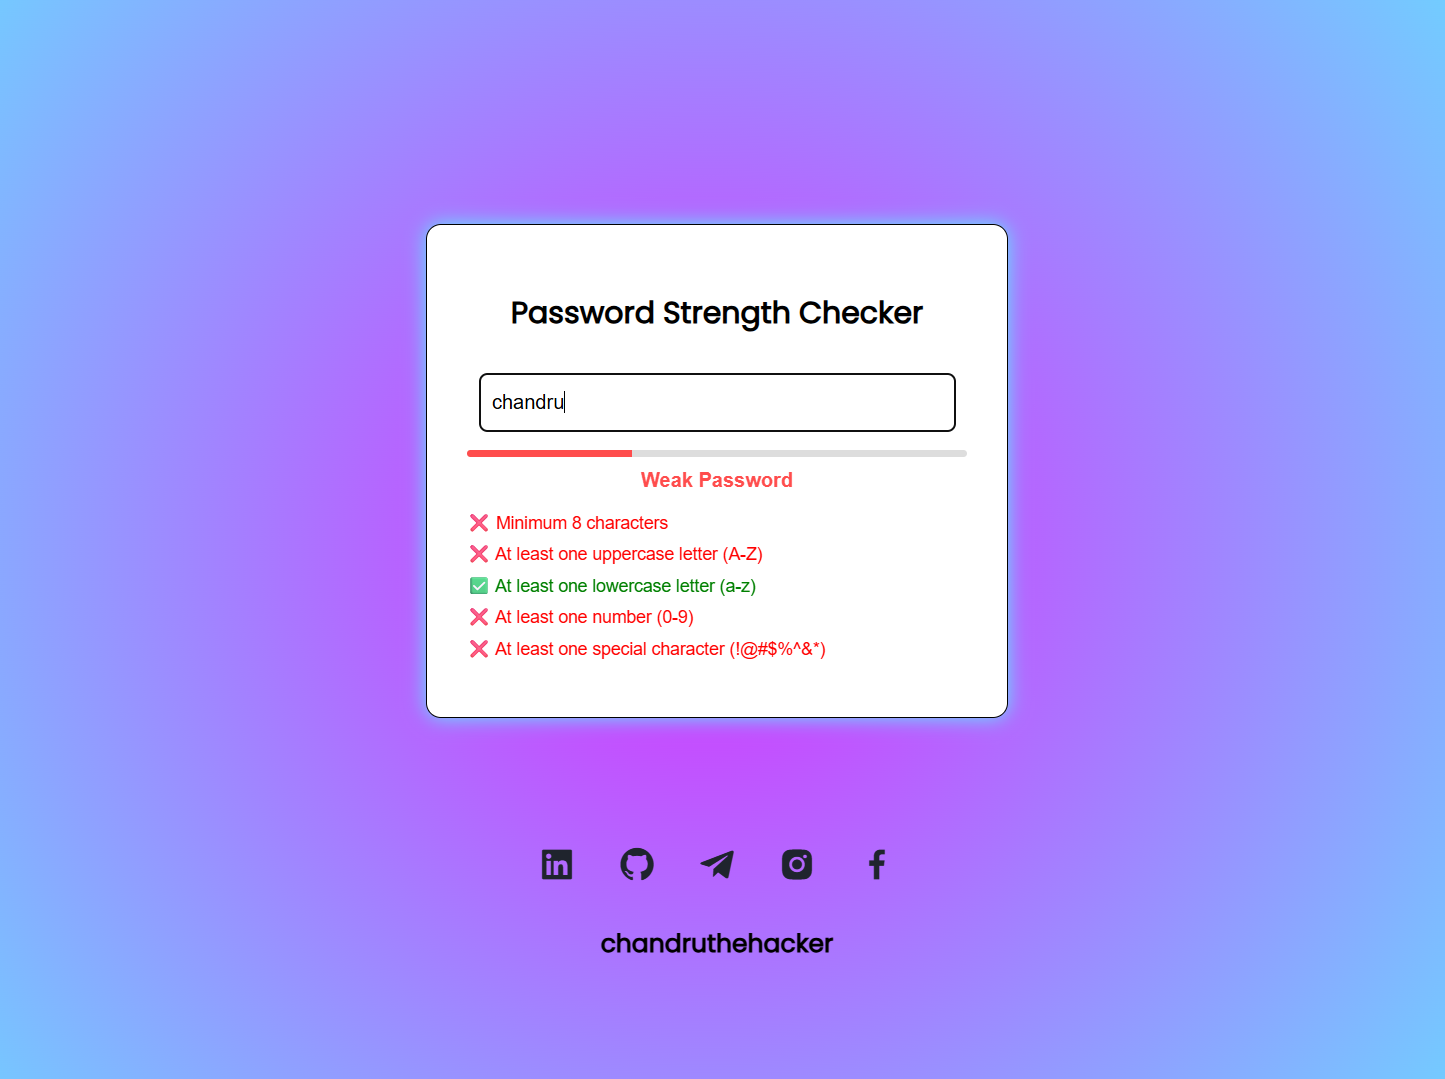 Password Strength Checker
chandru
Weak Password
❌ Minimum 8 characters
❌ At least one uppercase letter (A-Z)
✅ At least one lowercase letter (a-z)
❌ At least one number (0-9)
❌ At least one special character (!@#$%^&*)
chandruthehacker